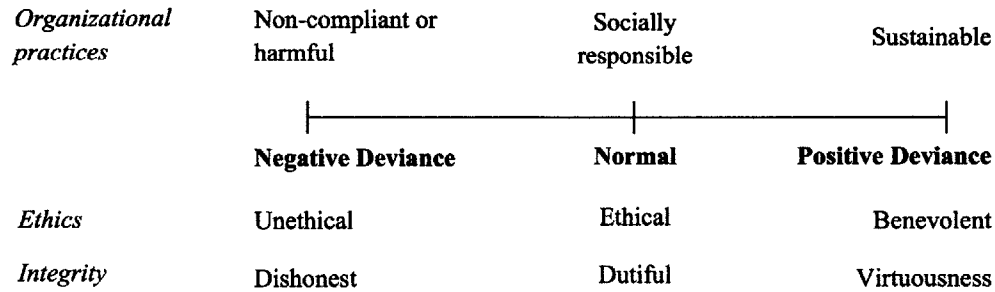 Organizational practices Non-compliant or harmful Socially responsible Sustainable
Negative Deviance Normal Positive Deviance
Ethics Unethical Ethical Benevolent
Integrity Dishonest Dutiful Virtuousness